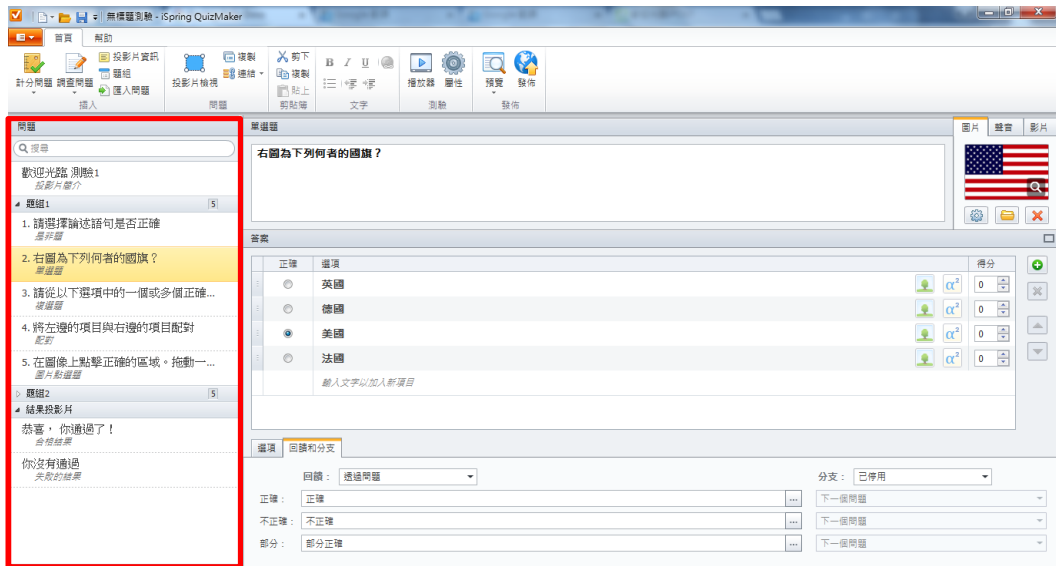 無標題測驗 - iSpring QuizMaker
首頁 幫助
計分問題 調查問題 投影片資訊 題組 匯入問題
投影片檢視 複製 連結
剪下 複製 貼上
B I U
播放器 屬性 預覽 發佈
插入 問題 剪貼簿 文字 測驗 發佈
問題
搜尋
歡迎光臨 測驗1
投影片簡介
題組1 5
1. 請選擇論述語句是否正確
是非題
2. 右圖為下列何者的國旗？
單選題
3. 請從以下選項中的一個或多個正確...
複選題
4. 將左邊的項目與右邊的項目配對
配對
5. 在圖像上點擊正確的區域。拖動一...
圖片點選題
題組2 5
結果投影片
恭喜， 你通過了！
合格結果
你沒有通過
失敗的結果
單選題
圖片 聲音 影片
右圖為下列何者的國旗？
答案
正確 選項 得分
英國 α² 0
德國 α² 0
美國 α² 0
法國 α² 0
輸入文字以加入新項目
選項 回饋和分支
回饋： 透過問題 分支： 已停用
正確： 正確 ... 下一個問題
不正確： 不正確 ... 下一個問題
部分： 部分正確 ... 下一個問題